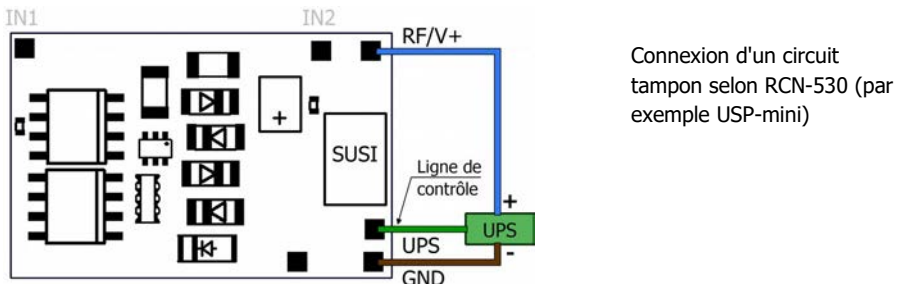 IN1
IN2
RF/V+
Connexion d'un circuit
tampon selon RCN-530 (par
exemple USP-mini)
+
SUSI
Ligne de
contrôle
+
UPS
UPS
-
GND